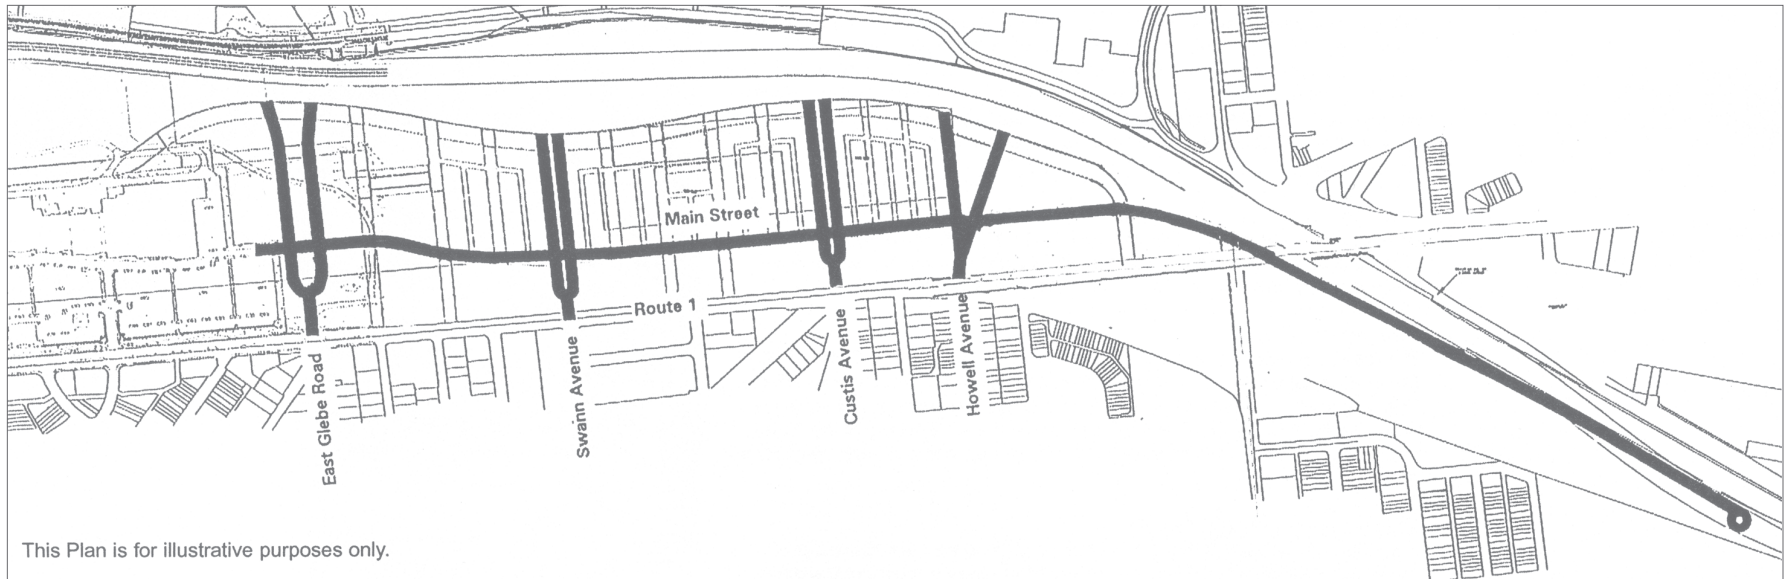 Main Street
Route 1
East Glebe Road
Swann Avenue
Custis Avenue
Howell Avenue
This Plan is for illustrative purposes only.